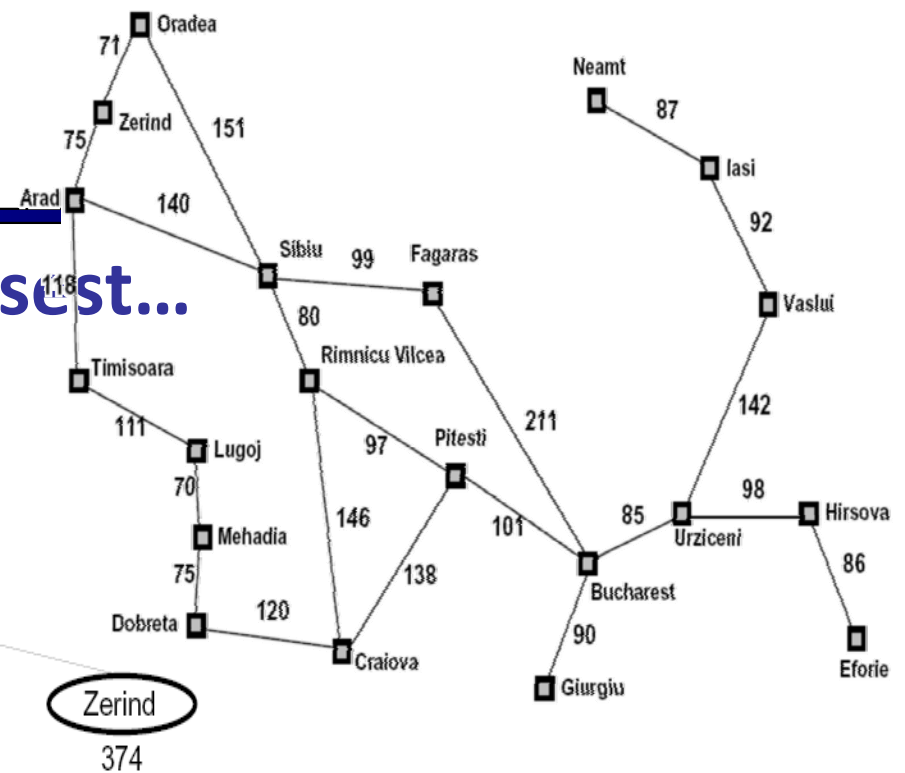 Oradea
71
Neamt
87
Zerind
151
75
Iasi
Arad
140
92
Sibiu
99
Fagaras
118
sest...
Vaslui
80
Rimnicu Vilcea
Timisoara
142
111
211
Pitesti
97
Lugoj
70
98
146
101
85
Hirsova
Mehadia
Urziceni
86
75
138
Bucharest
120
Dobreta
90
Craiova
Eforie
Giurgiu
Zerind
374